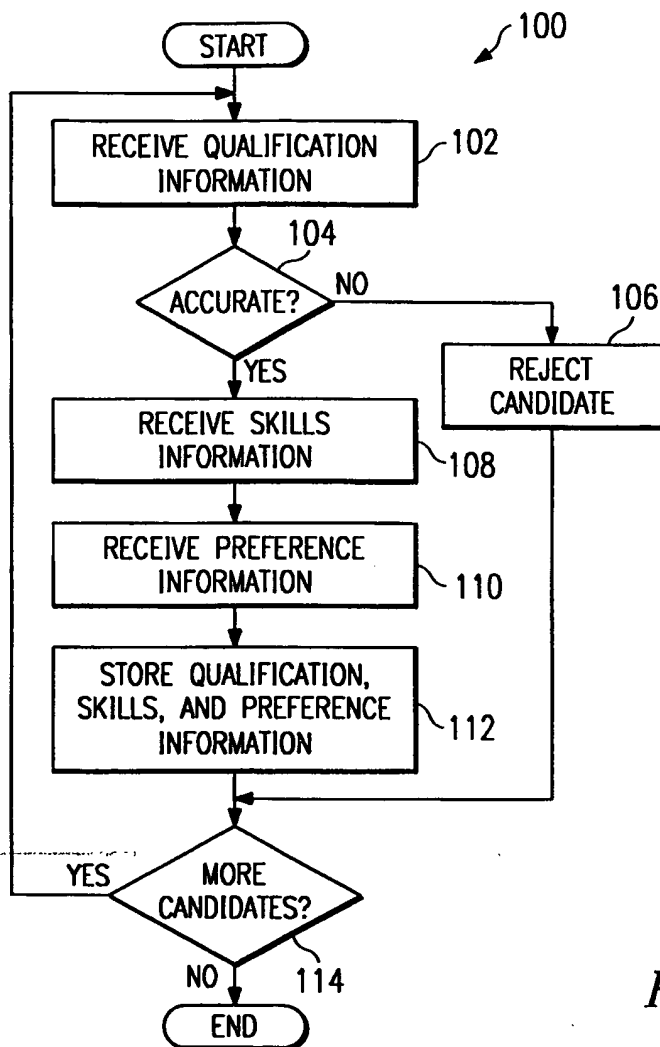 START
100
RECEIVE QUALIFICATION
INFORMATION
102
104
ACCURATE?
NO
YES
106
REJECT
CANDIDATE
RECEIVE SKILLS
INFORMATION
108
RECEIVE PREFERENCE
INFORMATION
110
STORE QUALIFICATION,
SKILLS, AND PREFERENCE
INFORMATION
112
YES
MORE
CANDIDATES?
114
NO
END